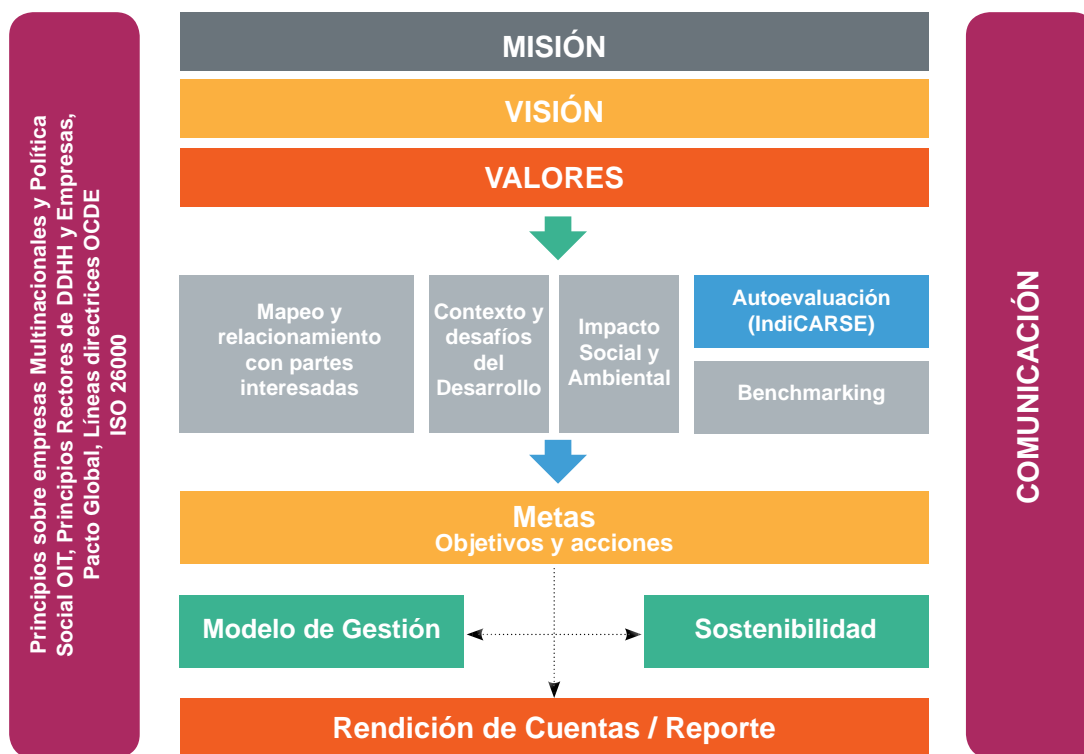 Principios sobre empresas Multinacionales y Política
Social OIT, Principios Rectores de DDHH y Empresas,
Pacto Global, Líneas directrices OCDE
ISO 26000
MISIÓN
VISIÓN
VALORES
Mapeo y
relacionamiento
con partes
interesadas
Contexto y
desafíos
del
Desarrollo
Impacto
Social y
Ambiental
Autoevaluación
(IndiCARSE)
Benchmarking
Metas
Objetivos y acciones
Modelo de Gestión
Sostenibilidad
Rendición de Cuentas / Reporte
COMUNICACIÓN